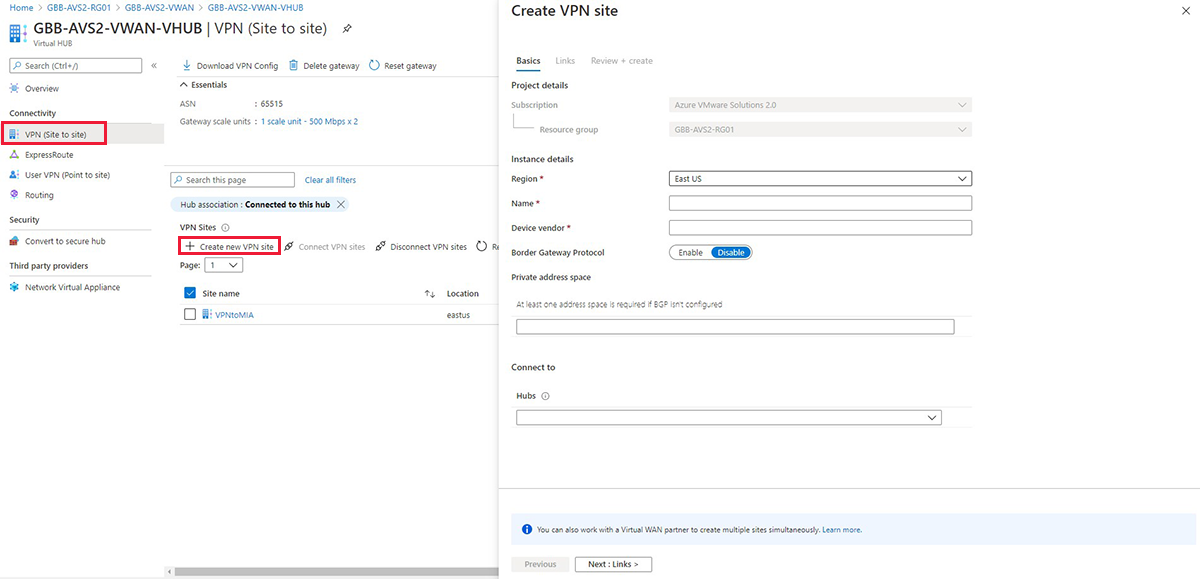 Home > GBB-AVS2-RG01 > GBB-AVS2-VWAN > GBB-AVS2-VWAN-VHUB
GBB-AVS2-VWAN-VHUB | VPN (Site to site)
Virtual HUB
Search (Ctrl+/)
«
Overview
Connectivity
VPN (Site to site)
ExpressRoute
User VPN (Point to site)
Routing
Security
Convert to secure hub
Third party providers
Network Virtual Appliance
Download VPN Config
Delete gateway
Reset gateway
Essentials
ASN : 65515
Gateway scale units : 1 scale unit - 500 Mbps x 2
Search this page
Clear all filters
Hub association : Connected to this hub
VPN Sites
Create new VPN site
Connect VPN sites
Disconnect VPN sites
Re
Page: 1
Site name
Location
VPNtoMIA
eastus
Create VPN site
Basics
Links
Review + create
Project details
Subscription
Azure VMware Solutions 2.0
Resource group
GBB-AVS2-RG01
Instance details
Region *
East US
Name *
Device vendor *
Border Gateway Protocol
Enable
Disable
Private address space
At least one address space is required if BGP isn't configured
Connect to
Hubs
You can also work with a Virtual WAN partner to create multiple sites simultaneously. Learn more.
Previous
Next : Links >